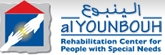 الينبوع
al YOUNBOUH
Rehabilitation Center for
People with Special Needs